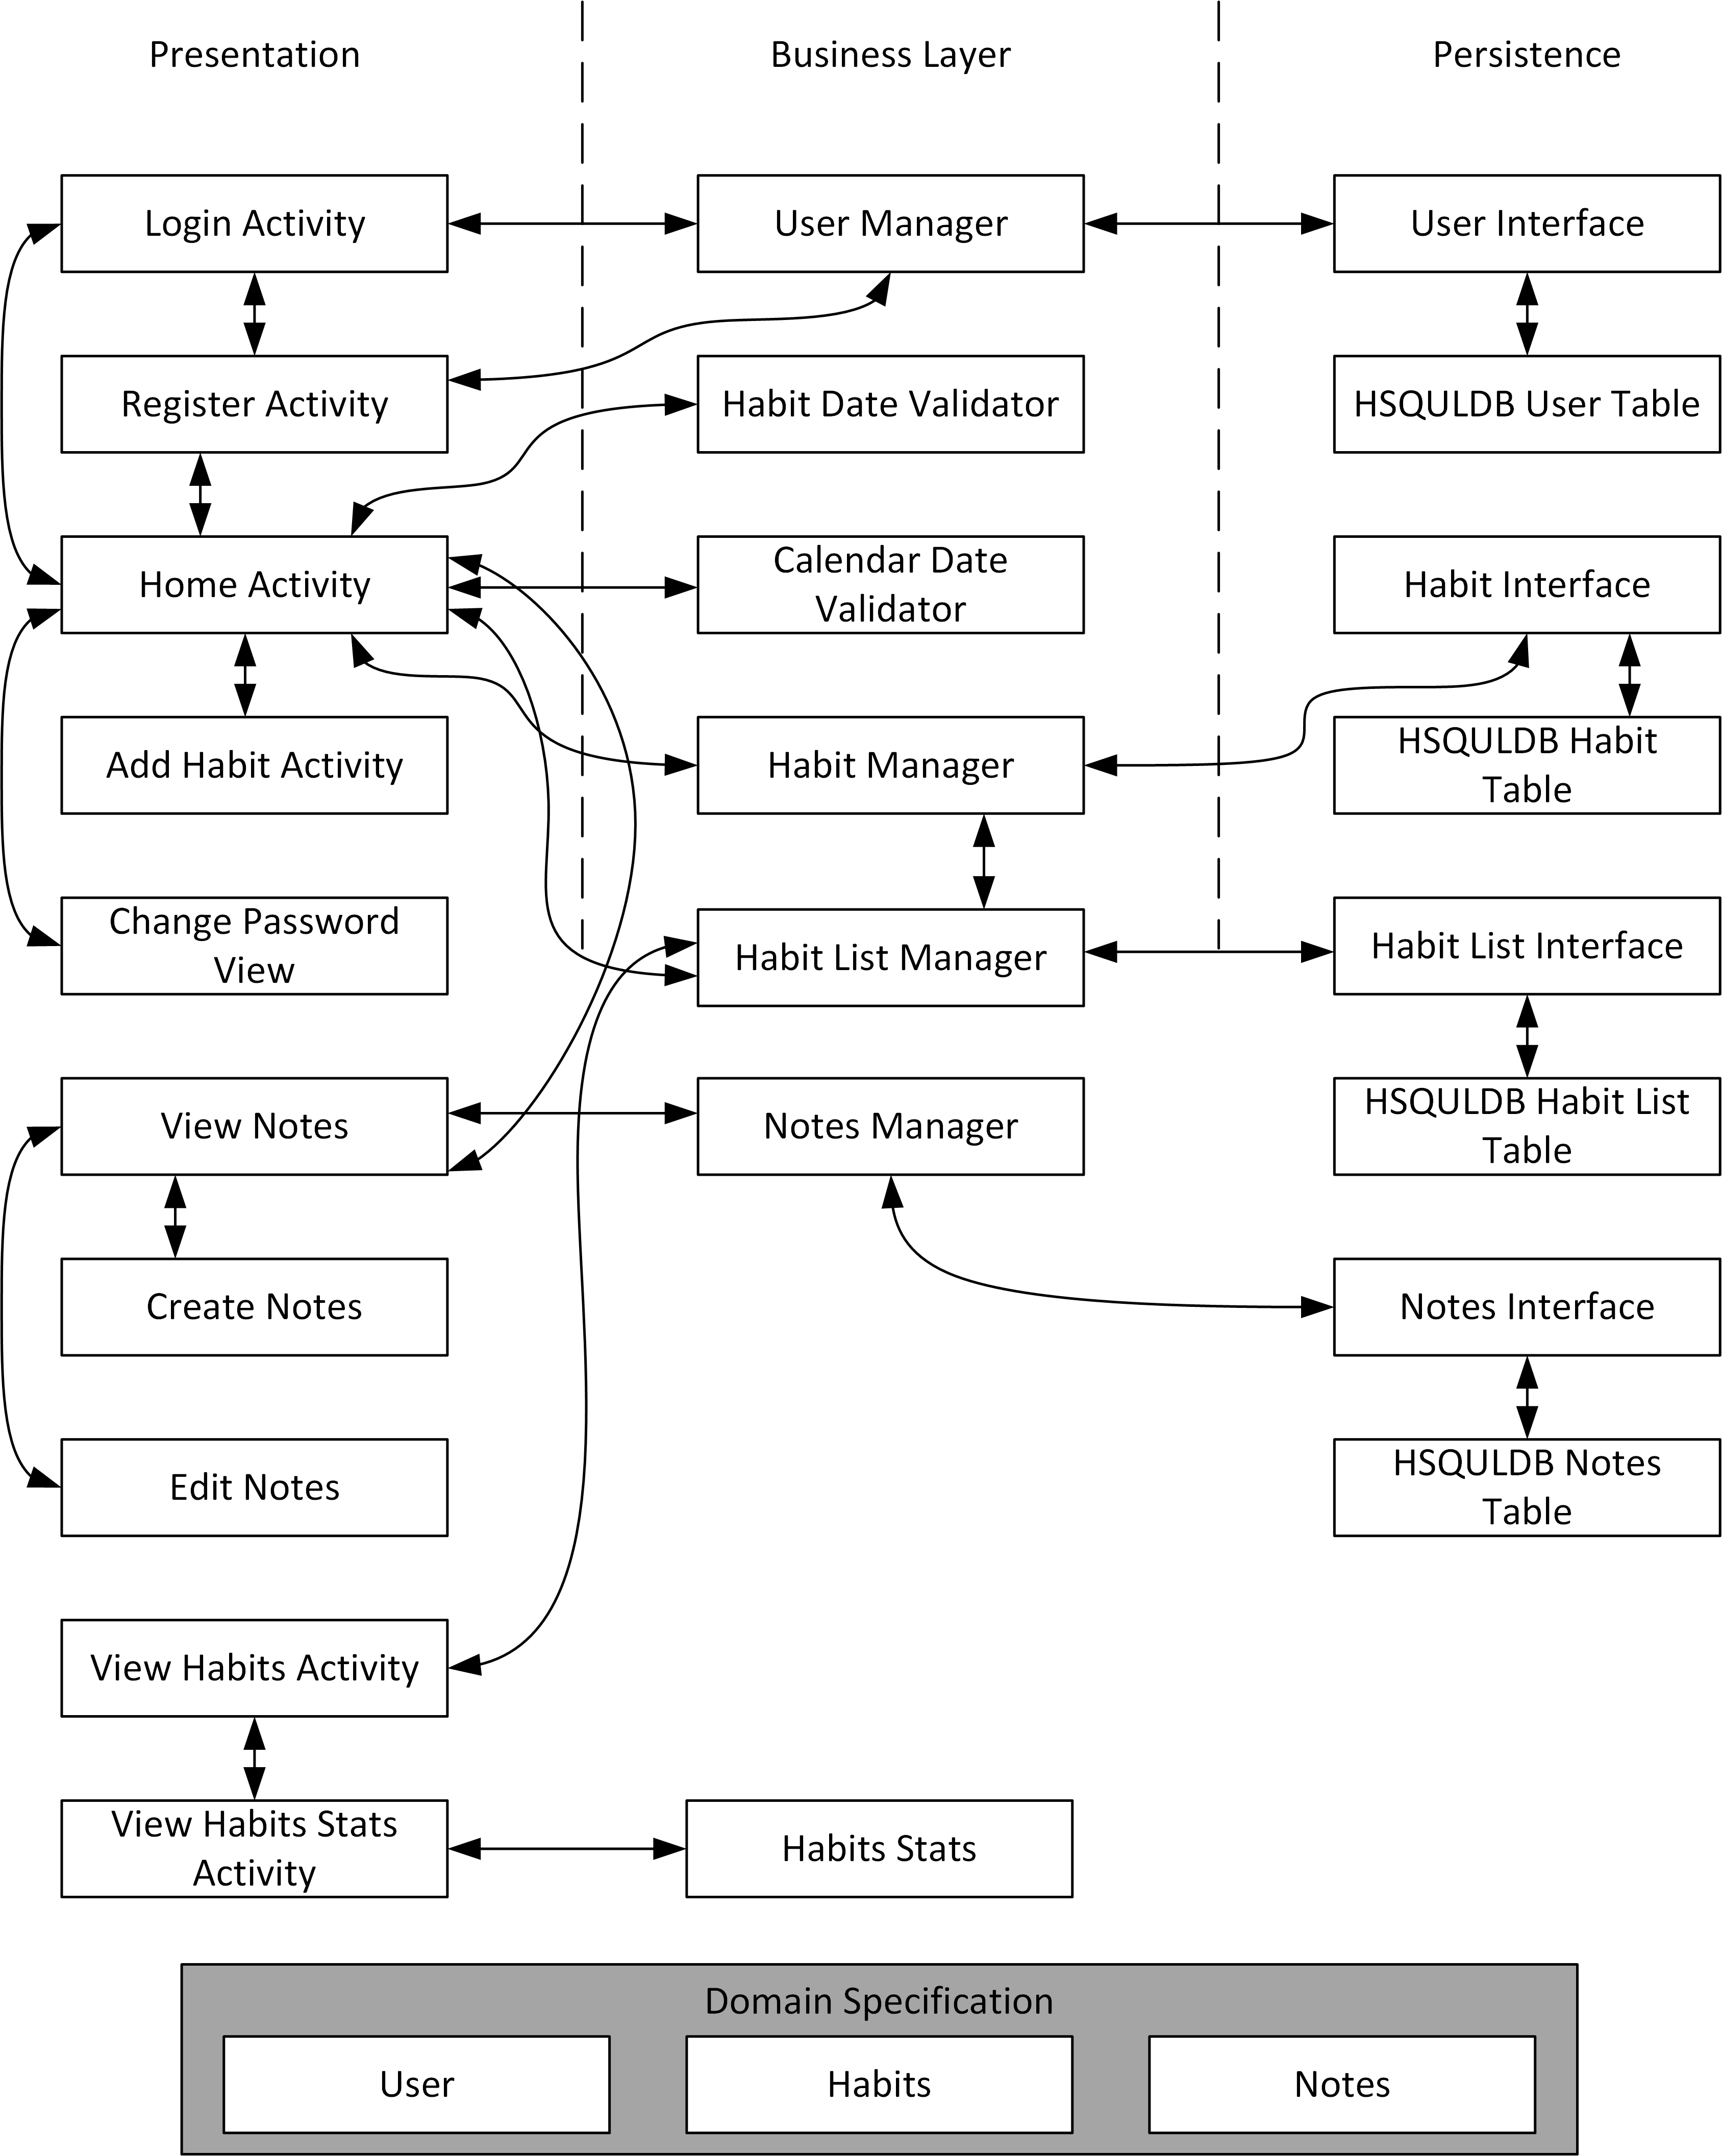 Presentation
Business Layer
Persistence
Login Activity
User Manager
User Interface
Register Activity
Habit Date Validator
HSQULDB User Table
Home Activity
Calendar Date
Validator
Habit Interface
Add Habit Activity
Habit Manager
HSQULDB Habit
Table
Change Password
View
Habit List Manager
Habit List Interface
View Notes
Notes Manager
HSQULDB Habit List
Table
Create Notes
Notes Interface
Edit Notes
HSQULDB Notes
Table
View Habits Activity
View Habits Stats
Activity
Habits Stats
Domain Specification
User
Habits
Notes